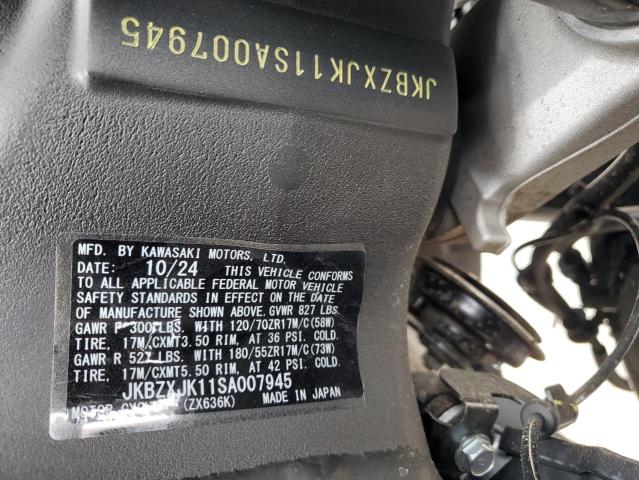 JKBZXJK11SA007945
MFD. BY KAWASAKI MOTORS, LTD.
DATE: 10/24 THIS VEHICLE CONFORMS
TO ALL APPLICABLE FEDERAL MOTOR VEHICLE
SAFETY STANDARDS IN EFFECT ON THE DATE
OF MANUFACTURE SHOWN ABOVE. GVWR 827 LBS.
GAWR F 300 LBS. WITH 120/70ZR17M/C(58W)
TIRE, 17M/CXMT3.50 RIM, AT 36 PSI. COLD.
GAWR R 527 LBS. WITH 180/55ZR17M/C(73W)
TIRE, 17M/CXMT5.50 RIM, AT 42 PSI. COLD.
JKBZXJK11SA007945
(ZX636K) MADE IN JAPAN